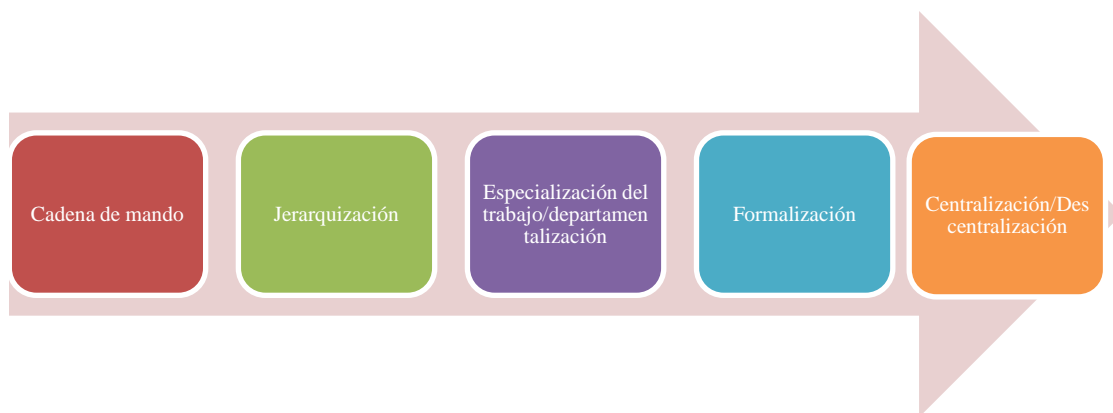 Cadena de mando
Jerarquización
Especialización del
trabajo/departamen
talización
Formalización
Centralización/Des
centralización